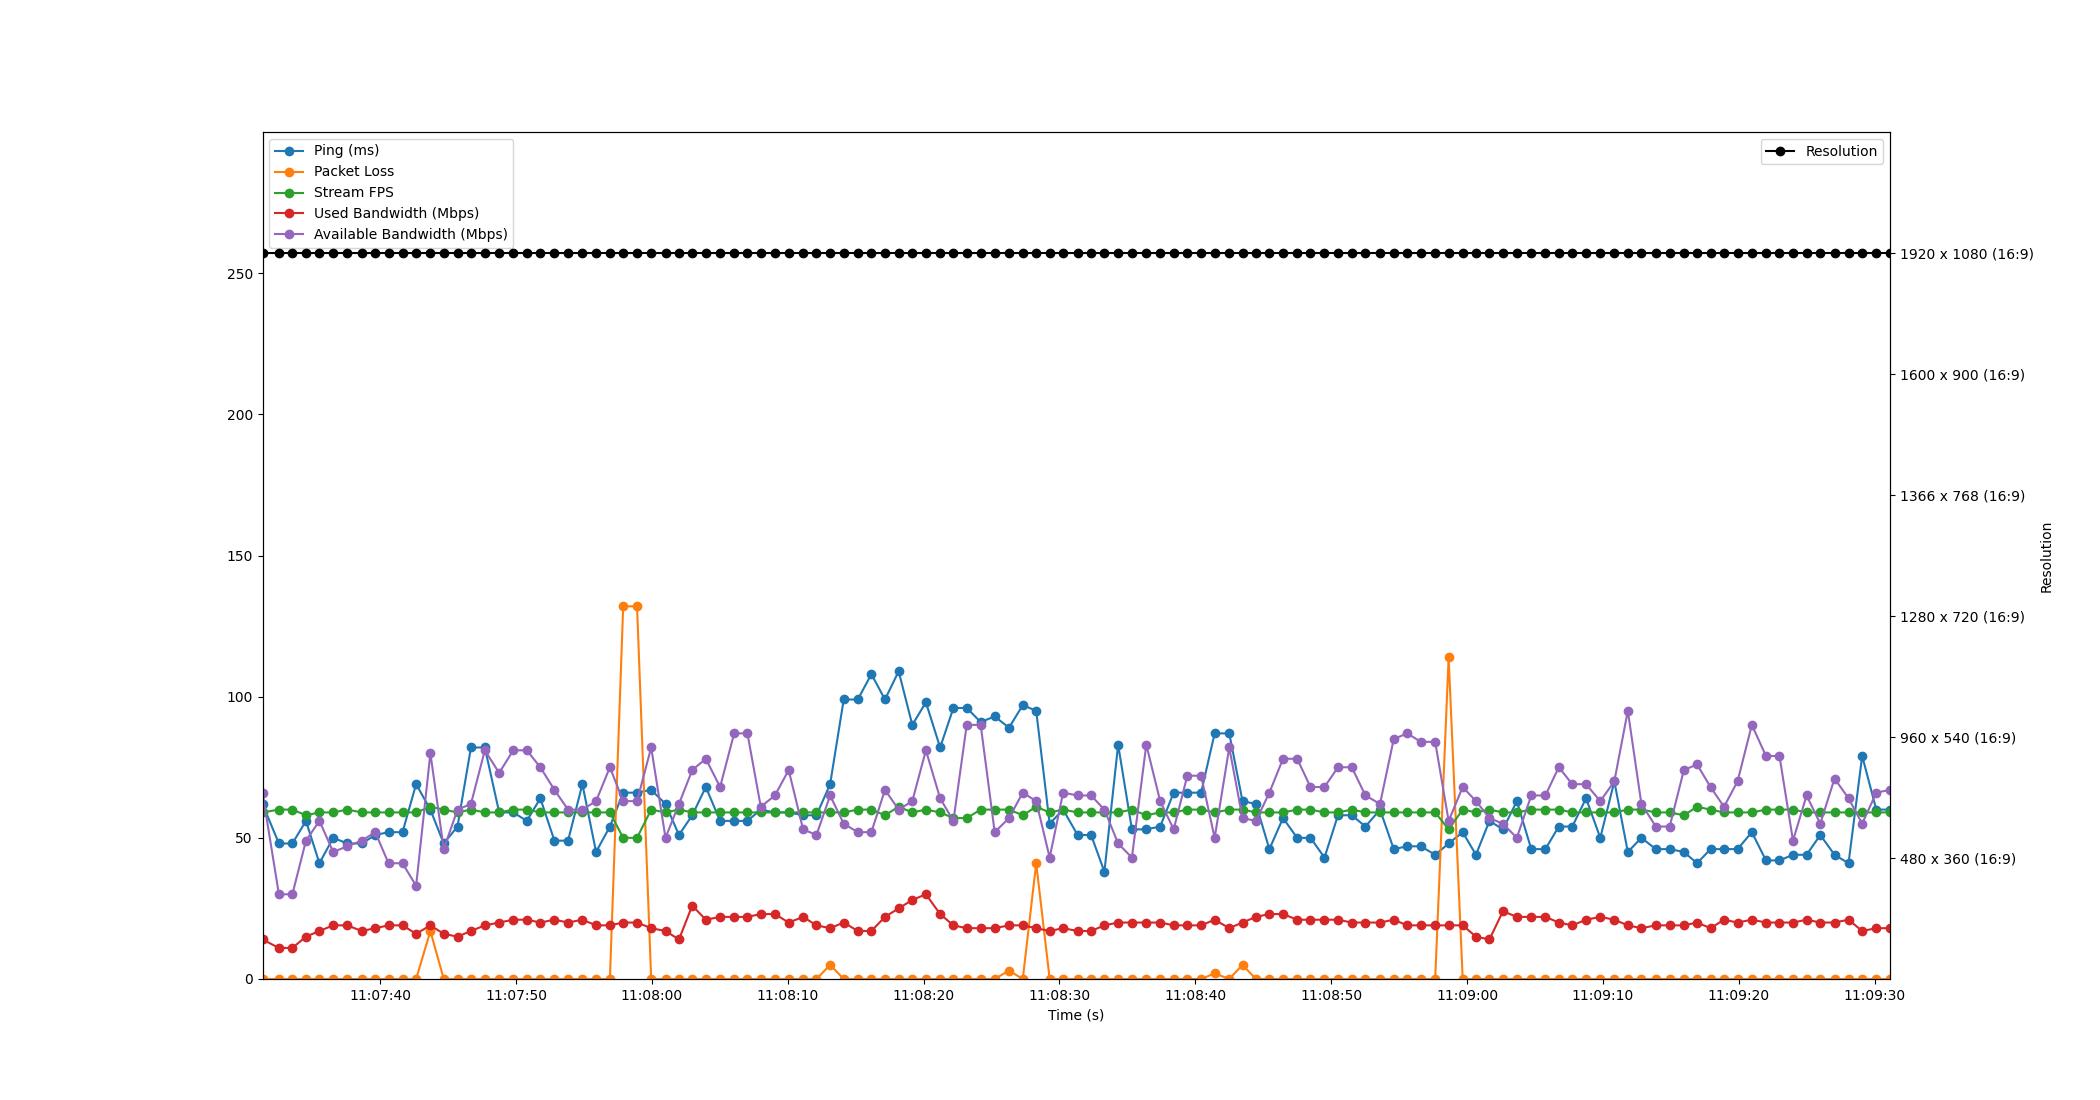 Ping (ms)
Packet Loss
Stream FPS
Used Bandwidth (Mbps)
Available Bandwidth (Mbps)
Resolution
250
200
150
100
50
0
1920 x 1080 (16:9)
1600 x 900 (16:9)
1366 x 768 (16:9)
1280 x 720 (16:9)
960 x 540 (16:9)
480 x 360 (16:9)
Resolution
11:07:40 11:07:50 11:08:00 11:08:10 11:08:20 11:08:30 11:08:40 11:08:50 11:09:00 11:09:10 11:09:20 11:09:30
Time (s)